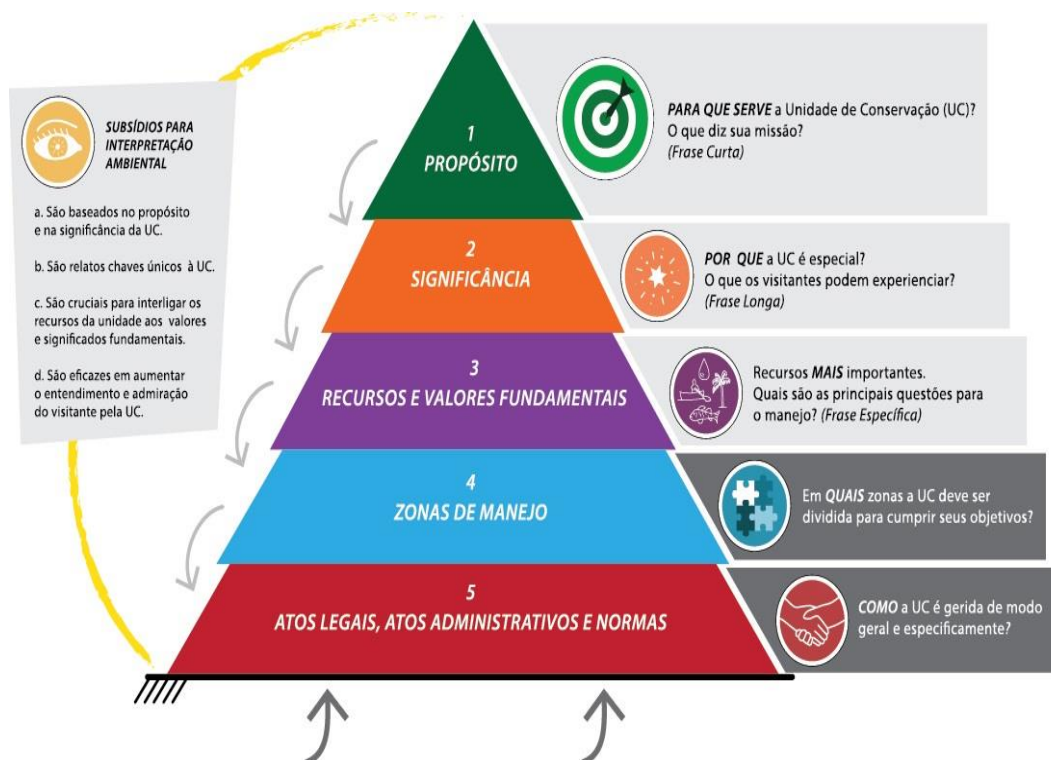 SUBSÍDIOS PARA
INTERPRETAÇÃO
AMBIENTAL
a. São baseados no propósito
e na significância da UC.
b. São relatos chaves únicos à UC.
c. São cruciais para interligar os
recursos da unidade aos valores
e significados fundamentais.
d. São eficazes em aumentar
o entendimento e admiração
do visitante pela UC.
1
PROPÓSITO
PARA QUE SERVE a Unidade de Conservação (UC)?
O que diz sua missão?
(Frase Curta)
2
SIGNIFICÂNCIA
POR QUE a UC é especial?
O que os visitantes podem experienciar?
(Frase Longa)
3
RECURSOS E VALORES FUNDAMENTAIS
Recursos MAIS importantes.
Quais são as principais questões para
o manejo? (Frase Específica)
4
ZONAS DE MANEJO
Em QUAIS zonas a UC deve ser
dividida para cumprir seus objetivos?
5
ATOS LEGAIS, ATOS ADMINISTRATIVOS E NORMAS
COMO a UC é gerida de modo
geral e especificamente?